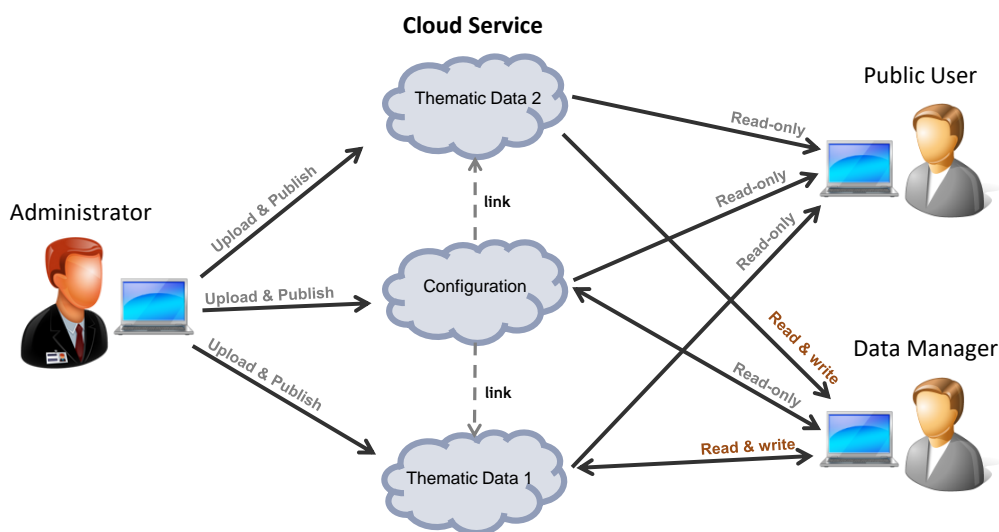 Cloud Service
Public User
Thematic Data 2
Read-only
Upload & Publish
Read-only
link
Administrator
Read-only
Configuration
Upload & Publish
Read & write
Data Manager
Upload & Publish
link
Read-only
Read & write
Thematic Data 1